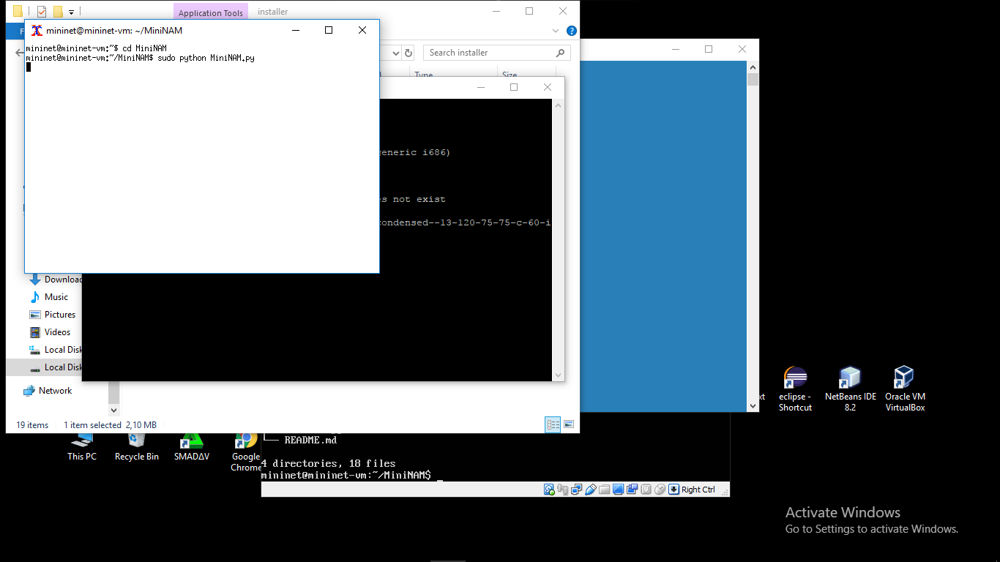 Application Tools
installer
mininet@mininet-vm: ~/MiniNAM
mininet@mininet-vm:~$ cd MiniNAM
mininet@mininet-vm:~/MiniNAM$ sudo python MiniNAM.py
Search installer
Type
Size
generic i686)
es not exist
condensed--13-120-75-75-c-60-i
Downloac
Music
Pictures
Videos
Local Disk
Local Disk
Network
19 items
1 item selected 2,10 MB
This PC
Recycle Bin
SMADΔV
Google
Chrome
└── README.md
4 directories, 18 files
mininet@mininet-vm:~/MiniNAM$ _
Right Ctrl
xt
eclipse -
Shortcut
NetBeans IDE
8.2
Oracle VM
VirtualBox
Activate Windows
Go to Settings to activate Windows.